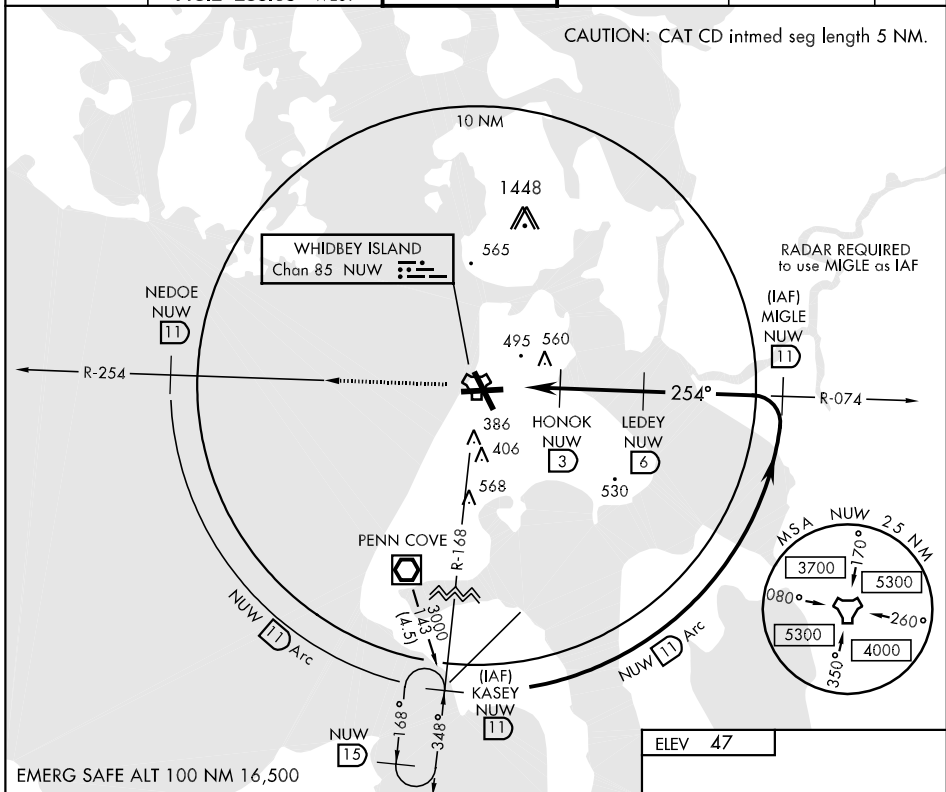 CAUTION: CAT CD intmed seg length 5 NM.
10 NM
1448
565
WHIDBEY ISLAND
Chan 85 NUW
RADAR REQUIRED
to use MIGLE as IAF
NEDOE
NUW
11
(IAF)
MIGLE
NUW
11
495 560
R-254
254°
R-074
HONOK
NUW
3
LEDEY
NUW
6
386
406
568
530
R-168
PENN COVE
3000
143
(4.5)
MSA NUW 25 NM
170°
3700
5300
080°
260°
5300
4000
350°
NUW 11 Arc
NUW 11 Arc
(IAF)
KASEY
NUW
11
168°
348°
NUW
15
ELEV 47
EMERG SAFE ALT 100 NM 16,500